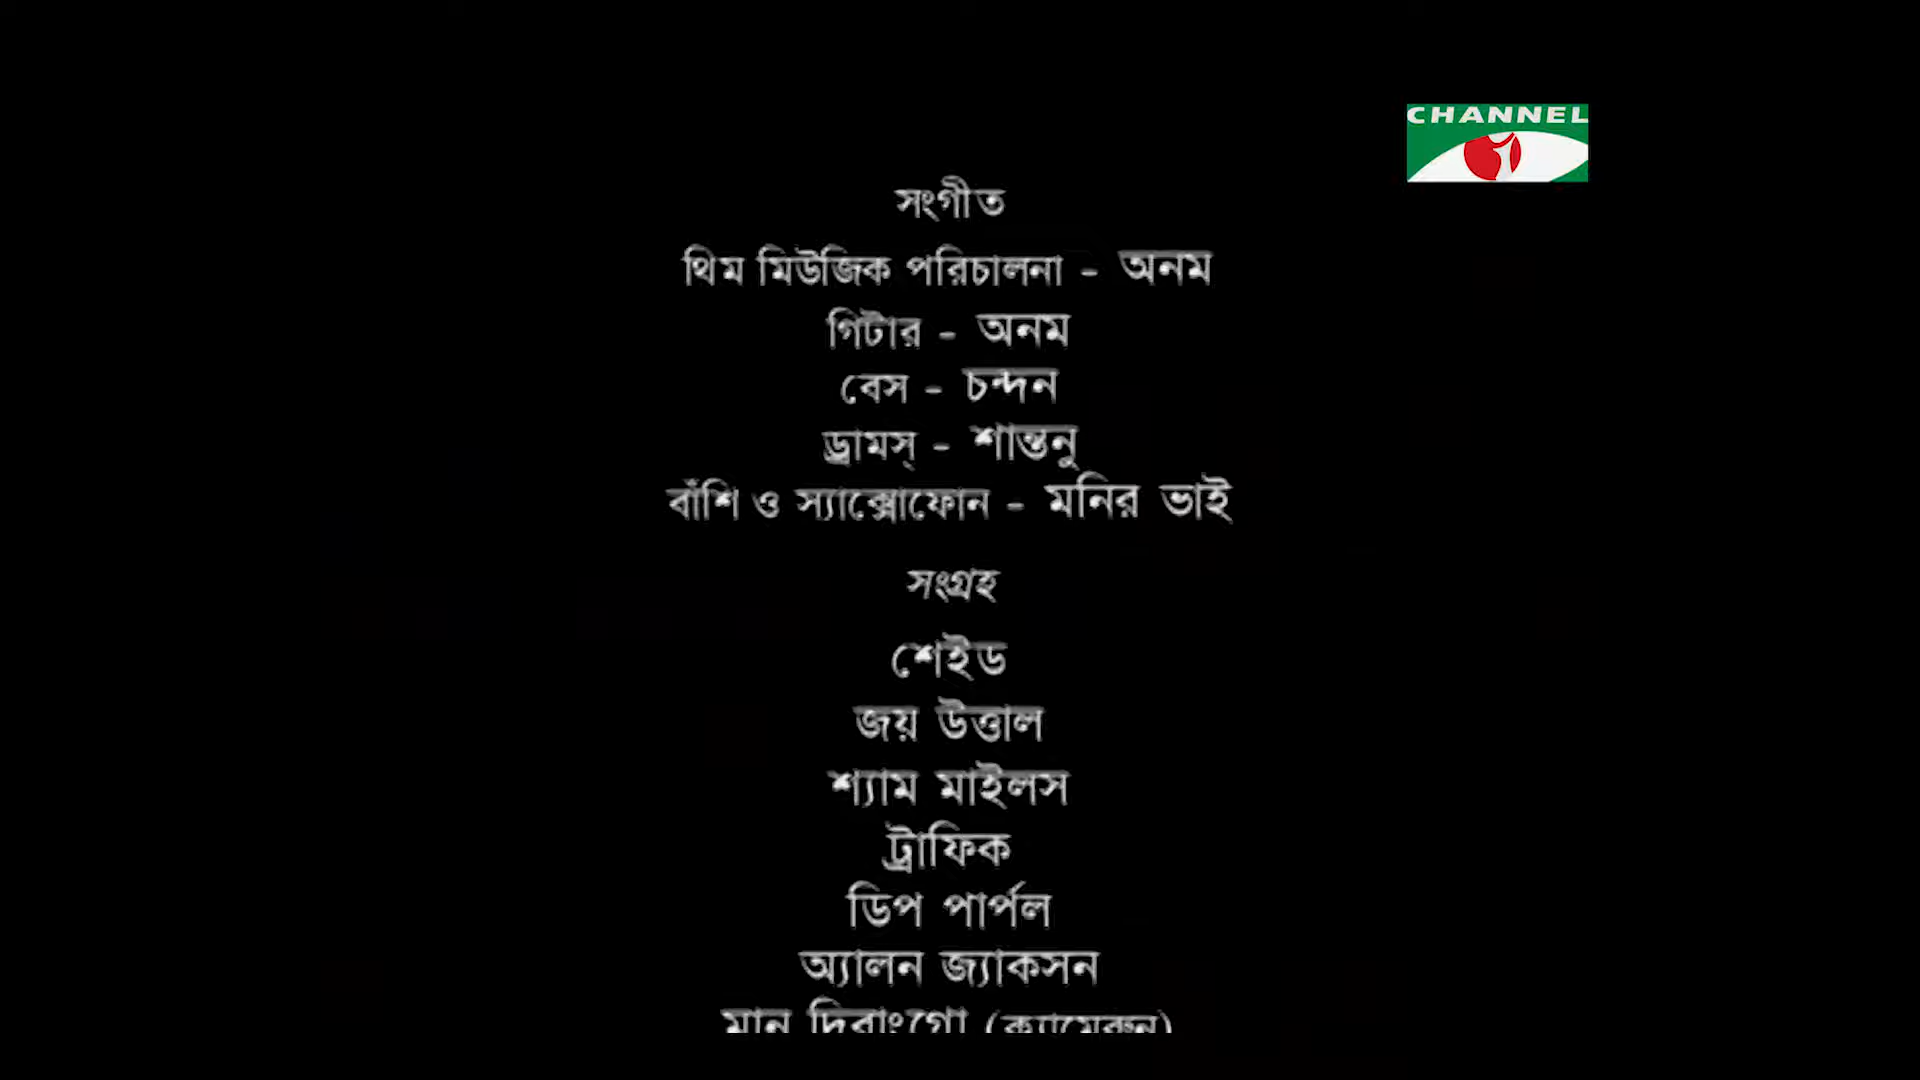 CHANNEL i
সংগীত
থিম মিউজিক পরিচালনা - অনম
গিটার - অনম
বেস - চন্দন
ড্রামস্ - শান্তনু
বাঁশি ও স্যাক্সোফোন - মনির ভাই
সংগ্রহ
শেইড
জয় উত্তাল
শ্যাম মাইলস
ট্রাফিক
ডিপ পার্পল
অ্যালন জ্যাকসন
মানু দিবাংগো (ক্যামেরুন)